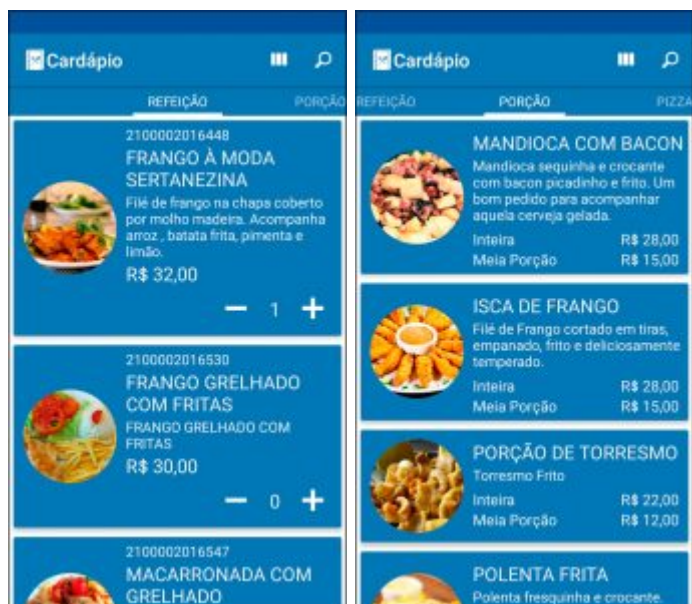 Cardápio
REFEIÇÃO PORÇÃO
2100002016448
FRANGO À MODA
SERTANEZINA
Filé de frango na chapa coberto
por molho madeira. Acompanha
arroz , batata frita, pimenta e
limão.
R$ 32,00
1
2100002016530
FRANGO GRELHADO
COM FRITAS
FRANGO GRELHADO COM
FRITAS
R$ 30,00
0
2100002016547
MACARRONADA COM
GRELHADO
Cardápio
REFEIÇÃO PORÇÃO PIZZA
MANDIOCA COM BACON
Mandioca sequinha e crocante
com bacon picadinho e frito. Um
bom pedido para acompanhar
aquela cerveja gelada.
Inteira R$ 28,00
Meia Porção R$ 15,00
ISCA DE FRANGO
Filé de Frango cortado em tiras,
empanado, frito e deliciosamente
temperado.
Inteira R$ 28,00
Meia Porção R$ 15,00
PORÇÃO DE TORRESMO
Torresmo Frito
Inteira R$ 22,00
Meia Porção R$ 12,00
POLENTA FRITA
Polenta fresquinha e crocante.